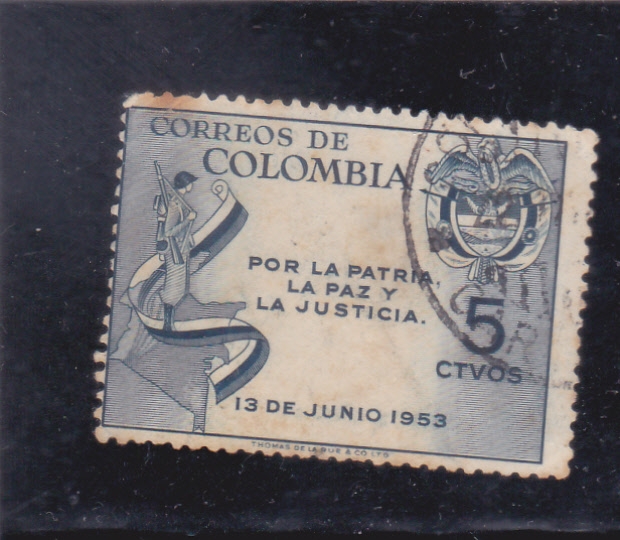 CORREOS DE
COLOMBIA
POR LA PATRIA,
LA PAZ Y
LA JUSTICIA.
5
CTVOS
13 DE JUNIO 1953
THOMAS DE LA RUE & CO LTD